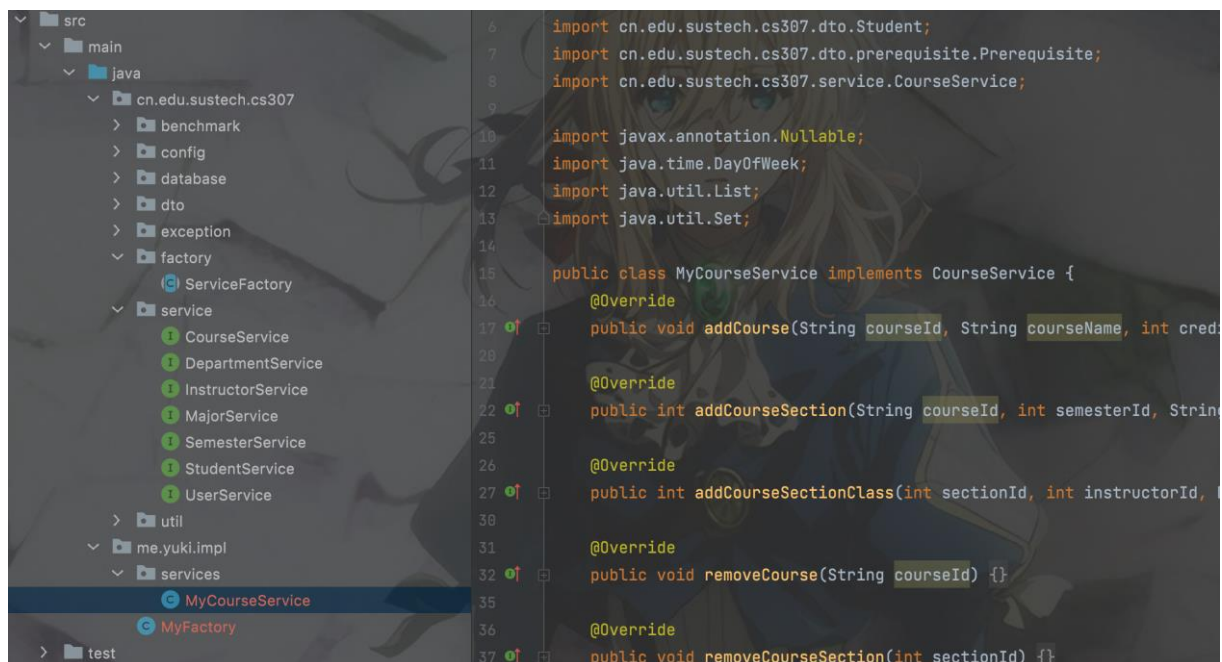 src
main
java
cn.edu.sustech.cs307
benchmark
config
database
dto
exception
factory
ServiceFactory
service
CourseService
DepartmentService
InstructorService
MajorService
SemesterService
StudentService
UserService
util
me.yuki.impl
services
MyCourseService
MyFactory
test
6 import cn.edu.sustech.cs307.dto.Student;
7 import cn.edu.sustech.cs307.dto.prerequisite.Prerequisite;
8 import cn.edu.sustech.cs307.service.CourseService;
9
10 import javax.annotation.Nullable;
11 import java.time.DayOfWeek;
12 import java.util.List;
13 import java.util.Set;
14
15 public class MyCourseService implements CourseService {
16 @Override
17 public void addCourse(String courseId, String courseName, int credi
20
21 @Override
22 public int addCourseSection(String courseId, int semesterId, String
25
26 @Override
27 public int addCourseSectionClass(int sectionId, int instructorId,
30
31 @Override
32 public void removeCourse(String courseId) {}
35
36 @Override
37 public void removeCourseSection(int sectionId) {}